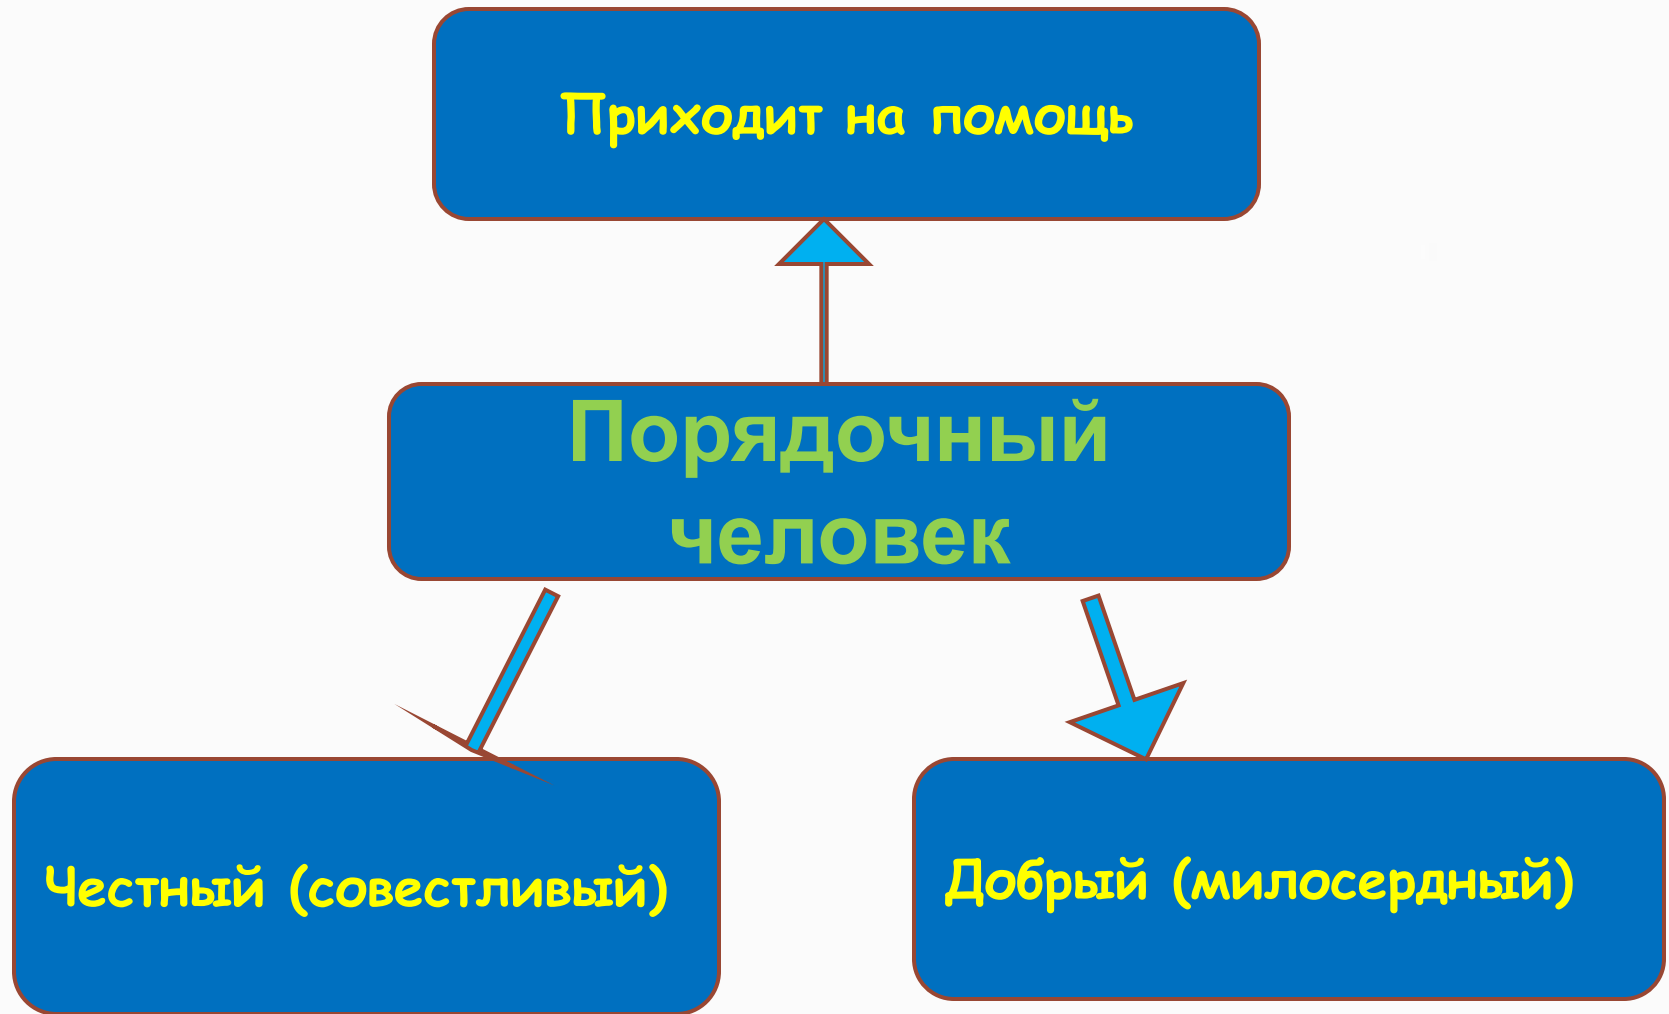 Приходит на помощь
Порядочный
человек
Честный (совестливый)
Добрый (милосердный)